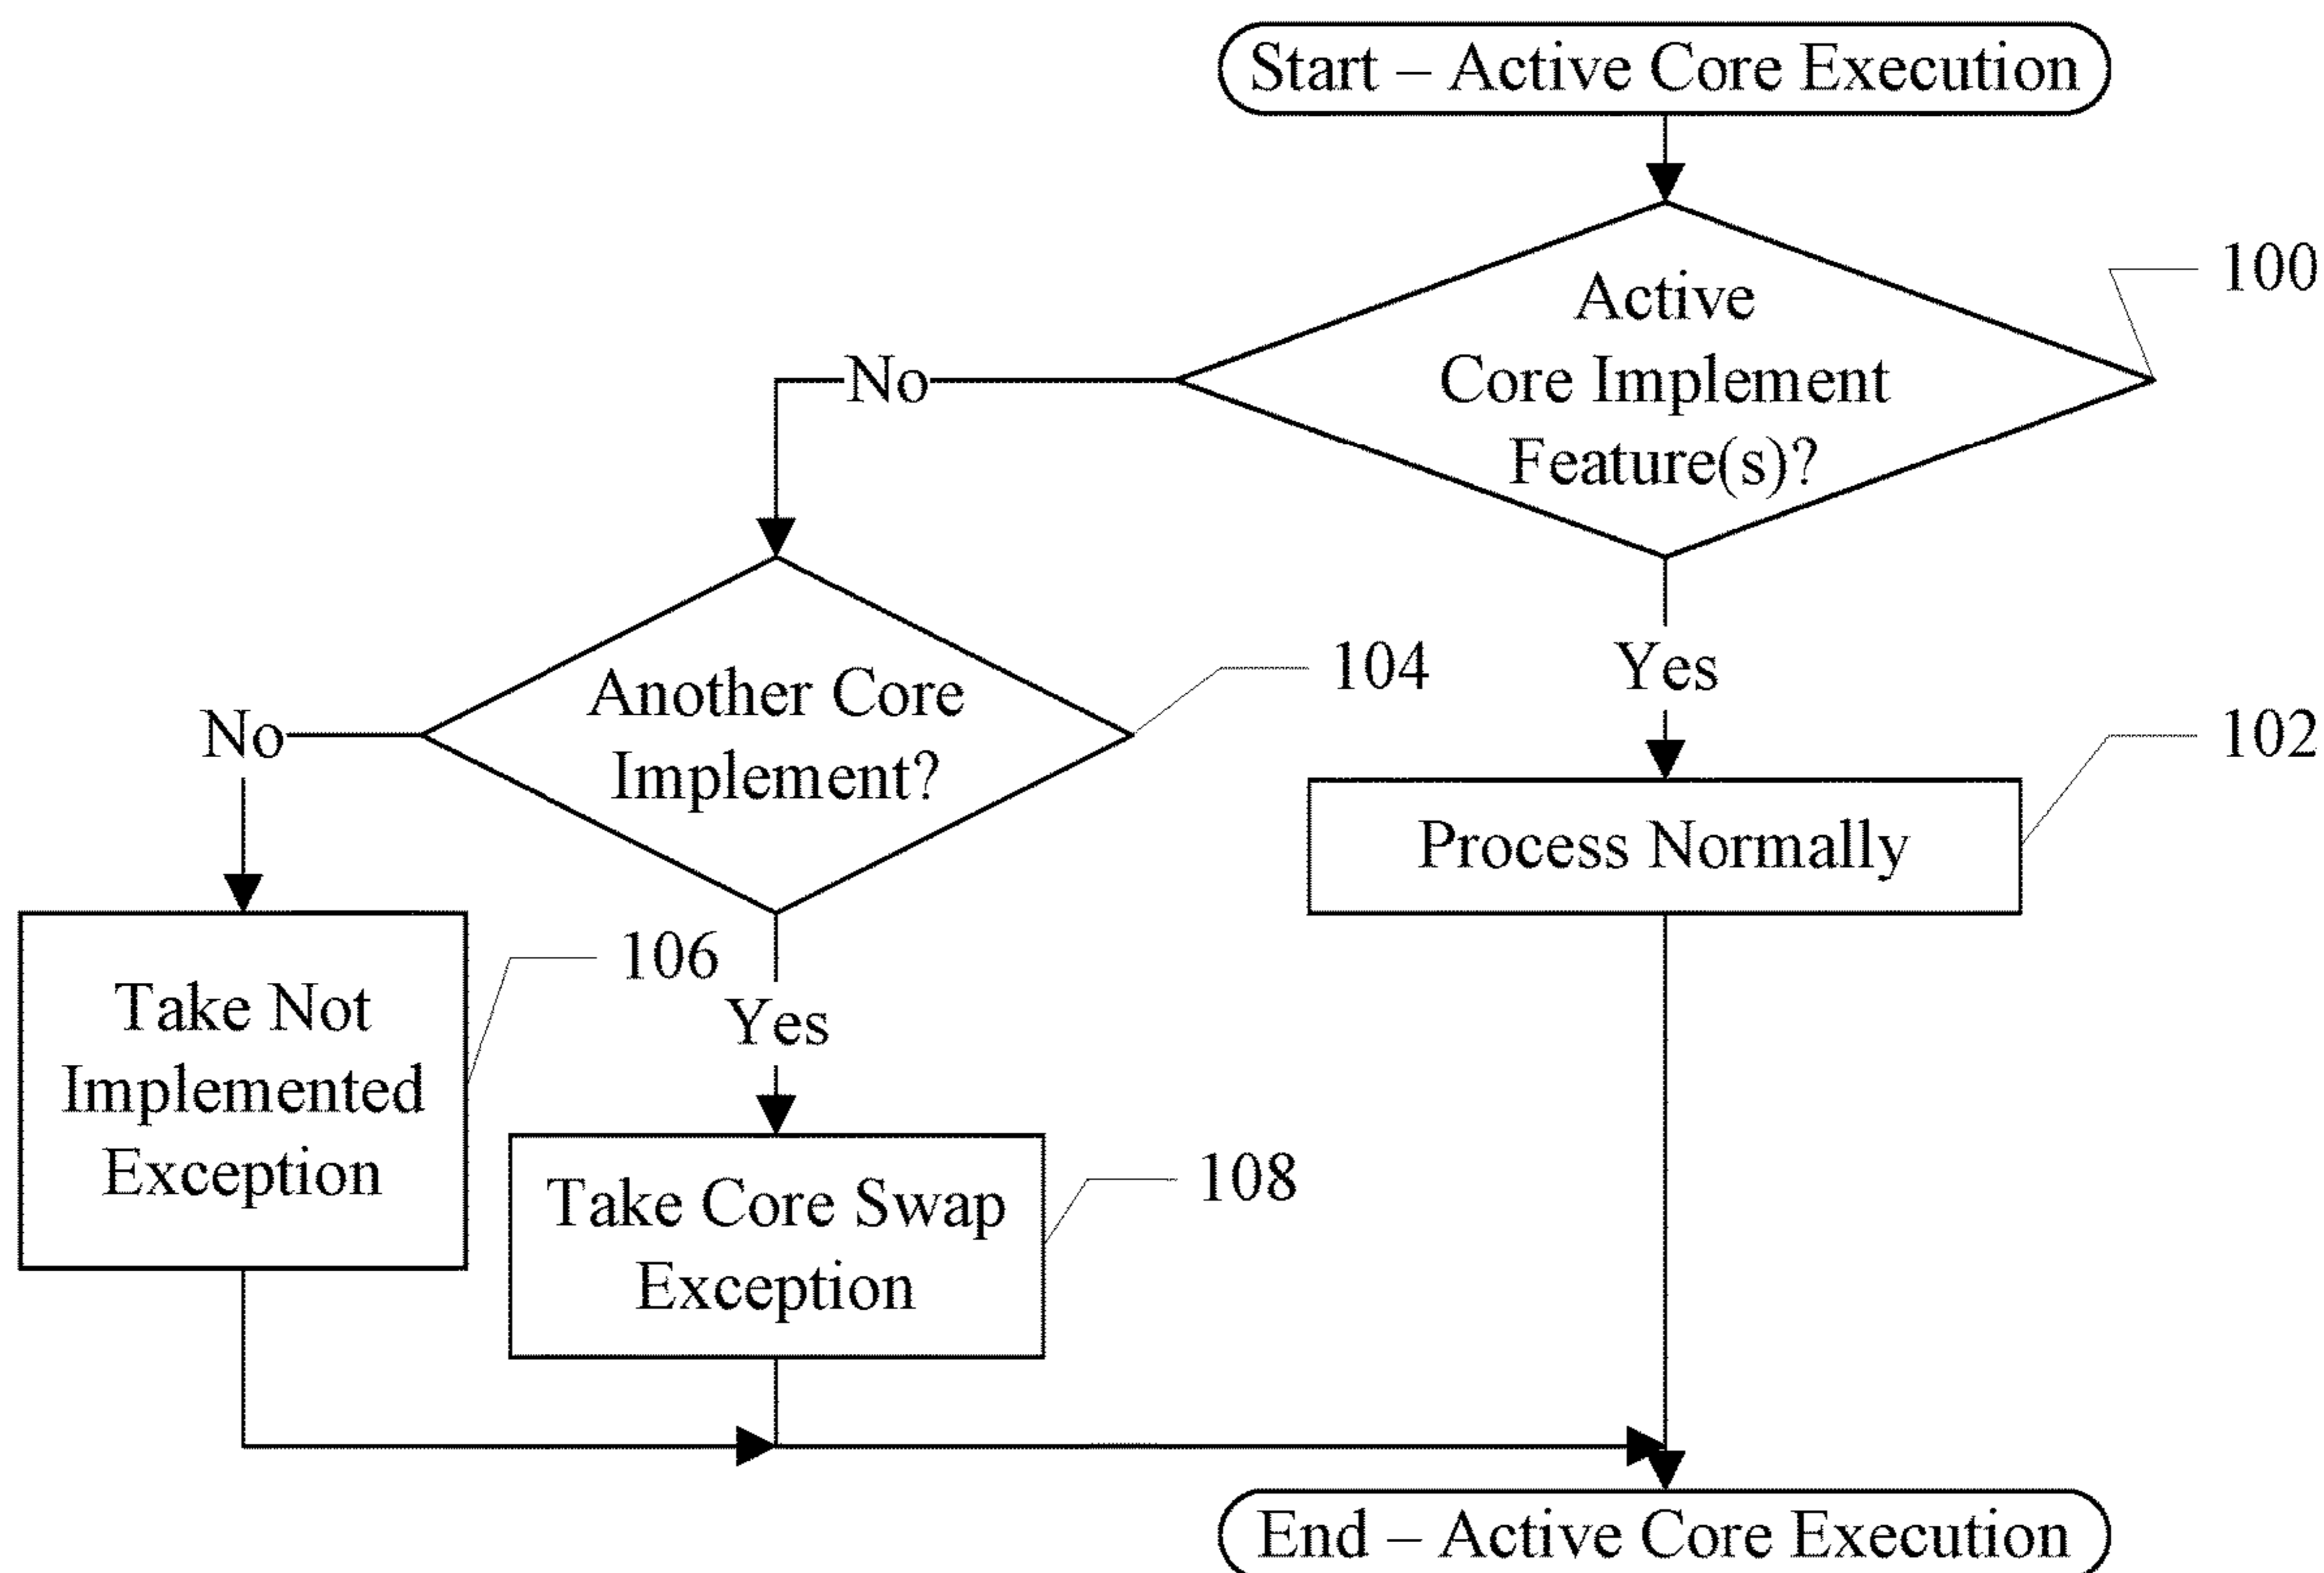 Start – Active Core Execution
Active
Core Implement
Feature(s)?
100
No
Yes
Another Core
Implement?
104
No
102
Process Normally
Take Not
Implemented
Exception
106
Yes
Take Core Swap
Exception
108
End – Active Core Execution